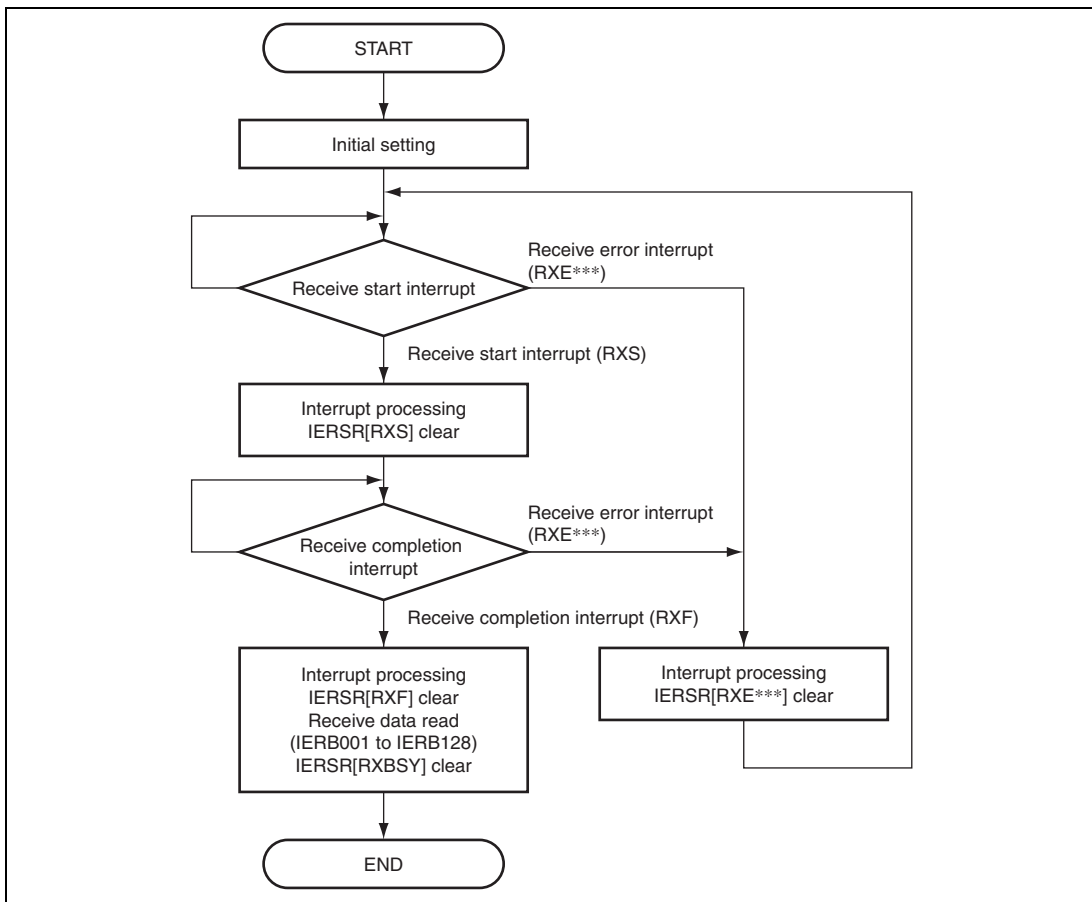 START
Initial setting
Receive error interrupt
(RXE***)
Receive start interrupt
Receive start interrupt (RXS)
Interrupt processing
IERSR[RXS] clear
Receive error interrupt
(RXE***)
Receive completion
interrupt
Receive completion interrupt (RXF)
Interrupt processing
IERSR[RXF] clear
Receive data read
(IERB001 to IERB128)
IERSR[RXBSY] clear
Interrupt processing
IERSR[RXE***] clear
END